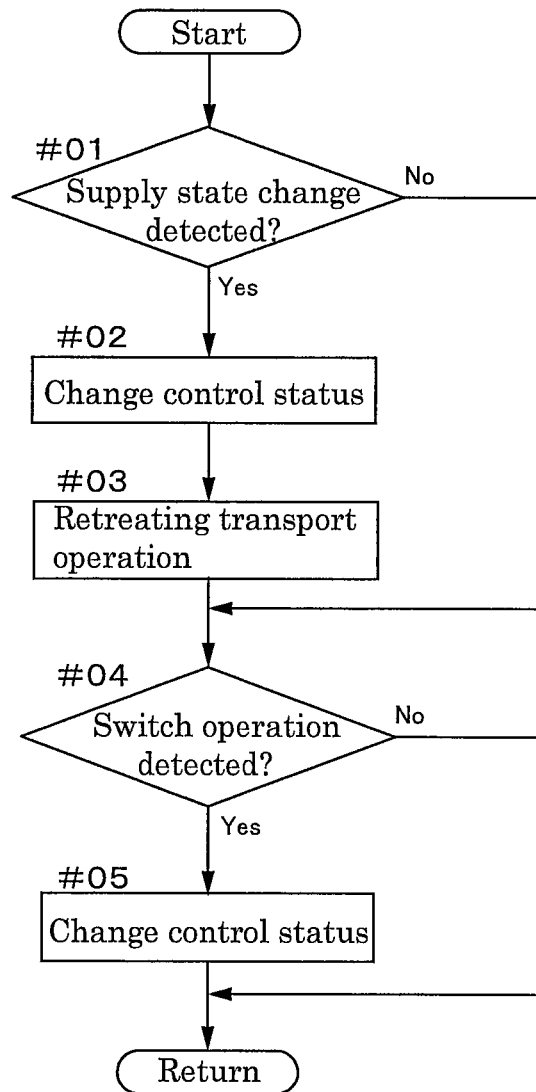 Start
#01
Supply state change
detected?
No
Yes
#02
Change control status
#03
Retreating transport
operation
#04
Switch operation
detected?
No
Yes
#05
Change control status
Return